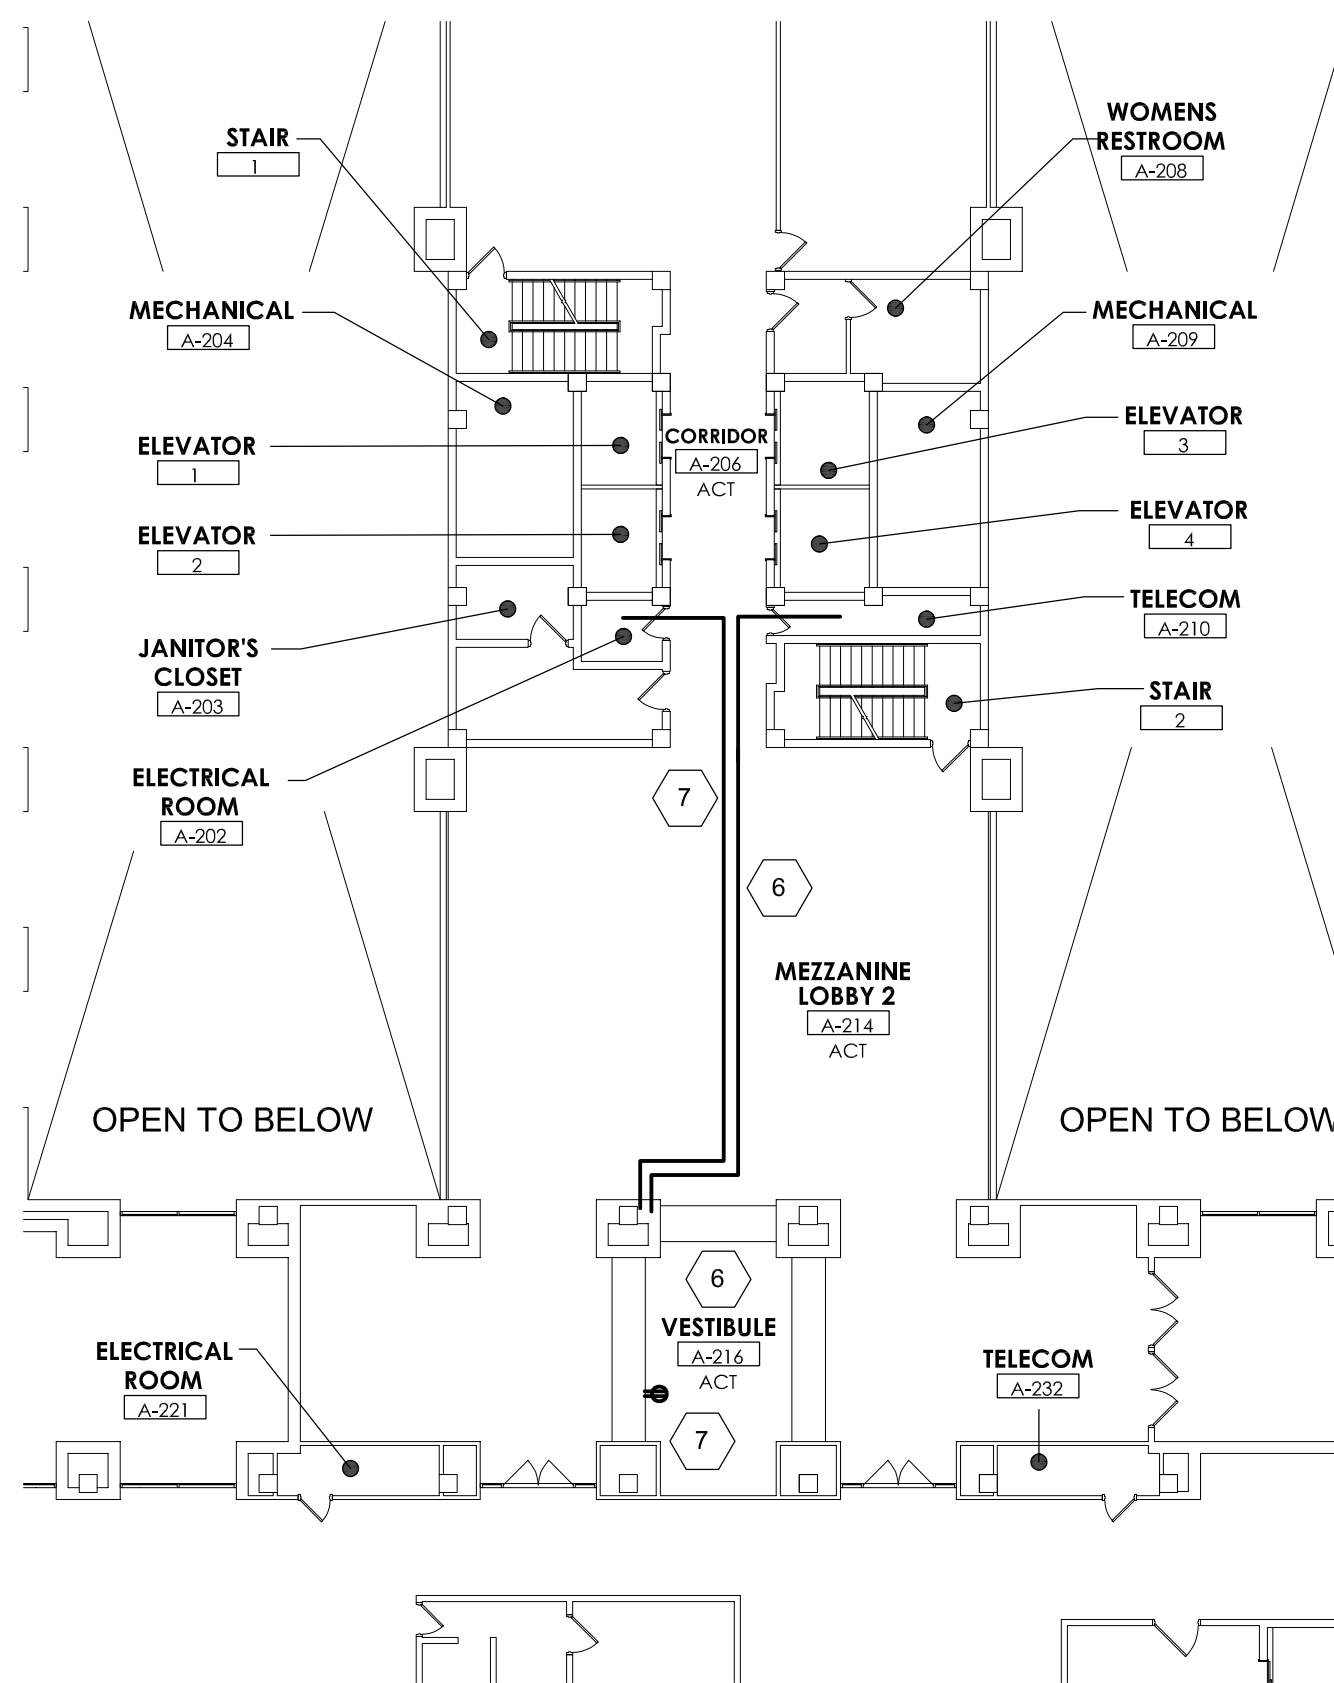 STAIR
1
WOMENS
RESTROOM
A-208
MECHANICAL
A-204
MECHANICAL
A-209
ELEVATOR
1
CORRIDOR
A-206
ACT
ELEVATOR
3
ELEVATOR
2
ELEVATOR
4
JANITOR'S
CLOSET
A-203
TELECOM
A-210
STAIR
2
ELECTRICAL
ROOM
A-202
7
6
MEZZANINE
LOBBY 2
A-214
ACT
OPEN TO BELOW
OPEN TO BELOW
6
VESTIBULE
A-216
ACT
7
ELECTRICAL
ROOM
A-221
TELECOM
A-232